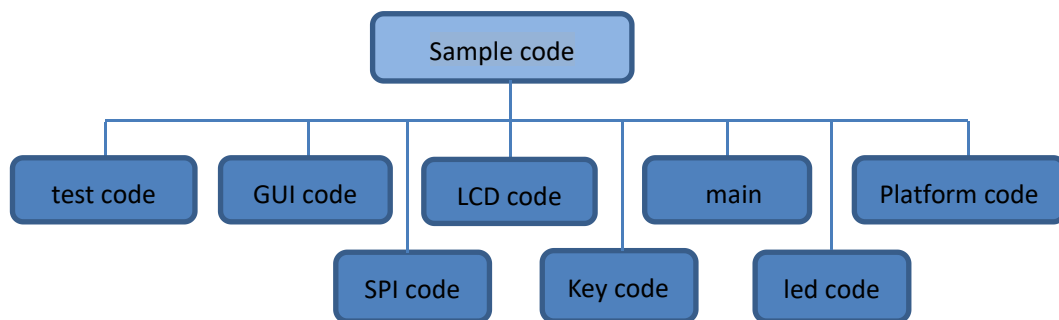 Sample code
test code
GUI code
LCD code
main
Platform code
SPI code
Key code
led code